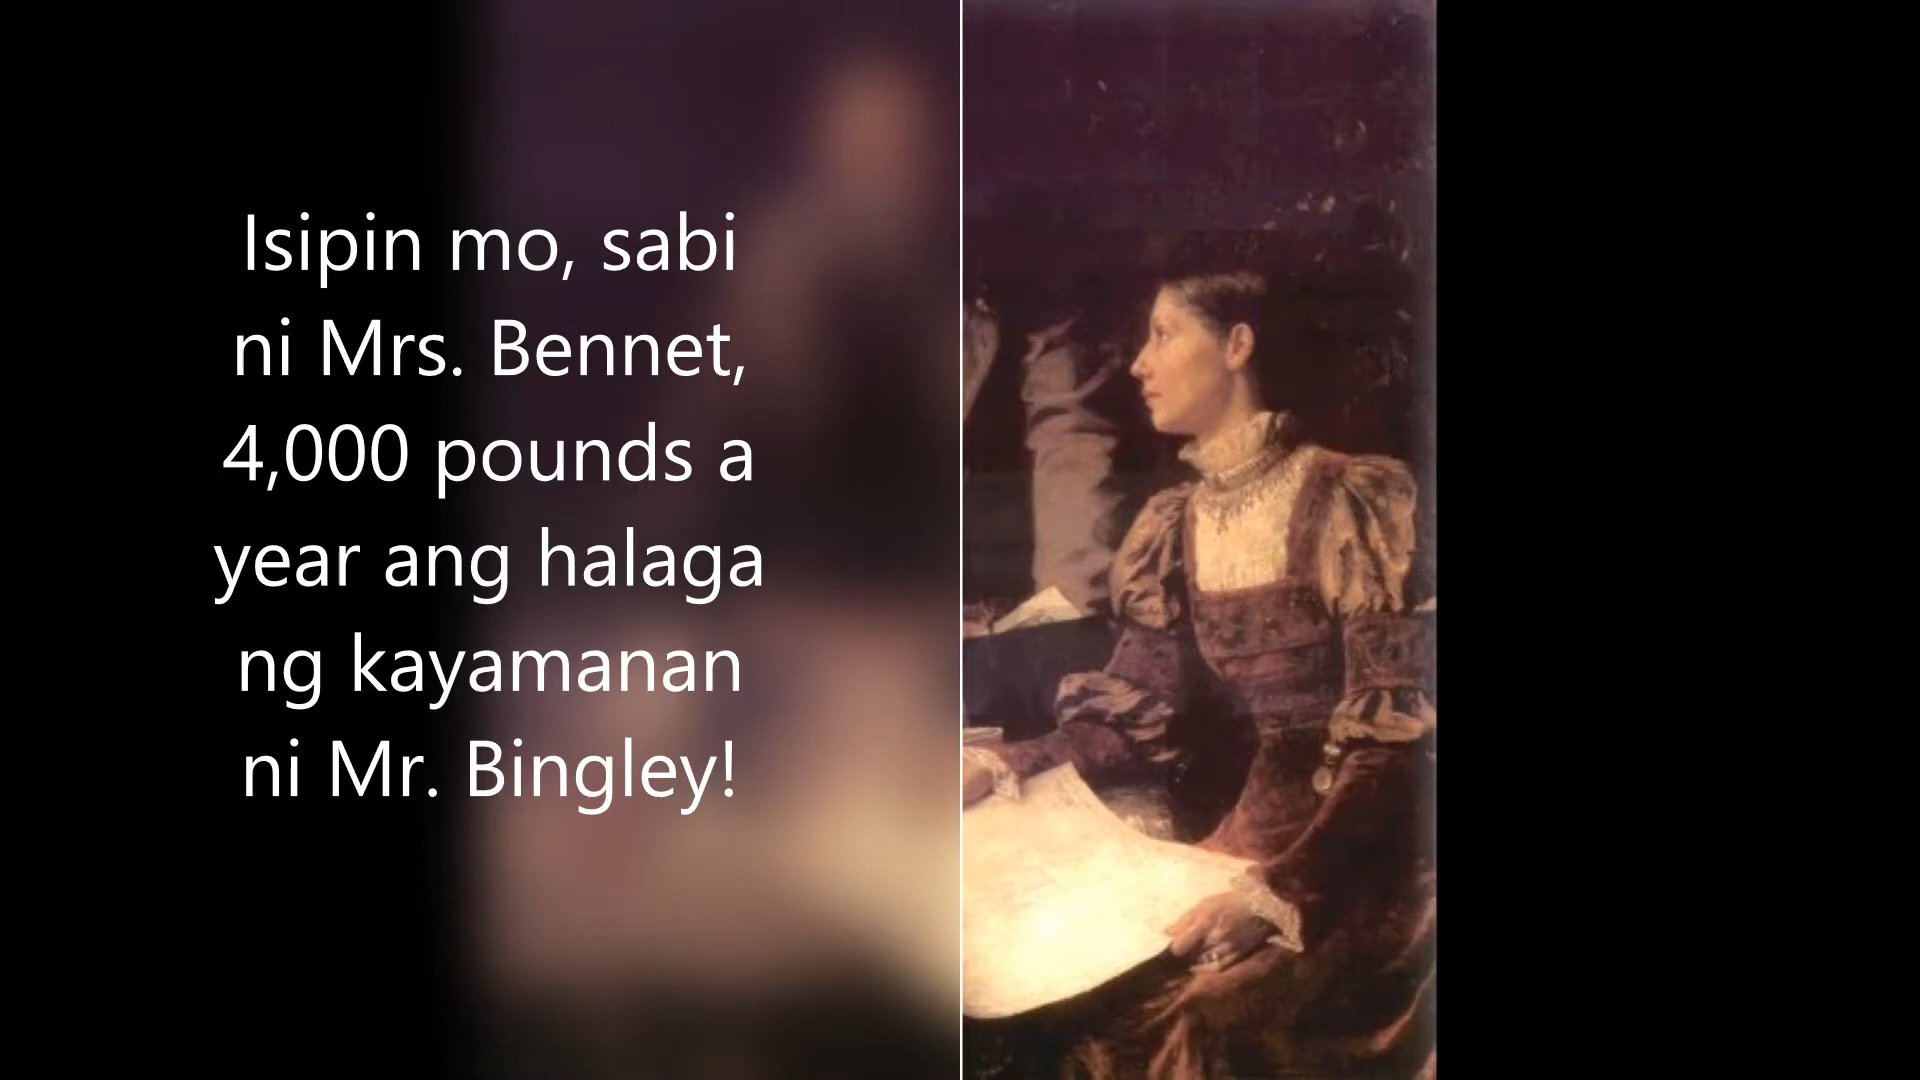 Isipin mo, sabi
ni Mrs. Bennet,
4,000 pounds a
year ang halaga
ng kayamanan
ni Mr. Bingley!